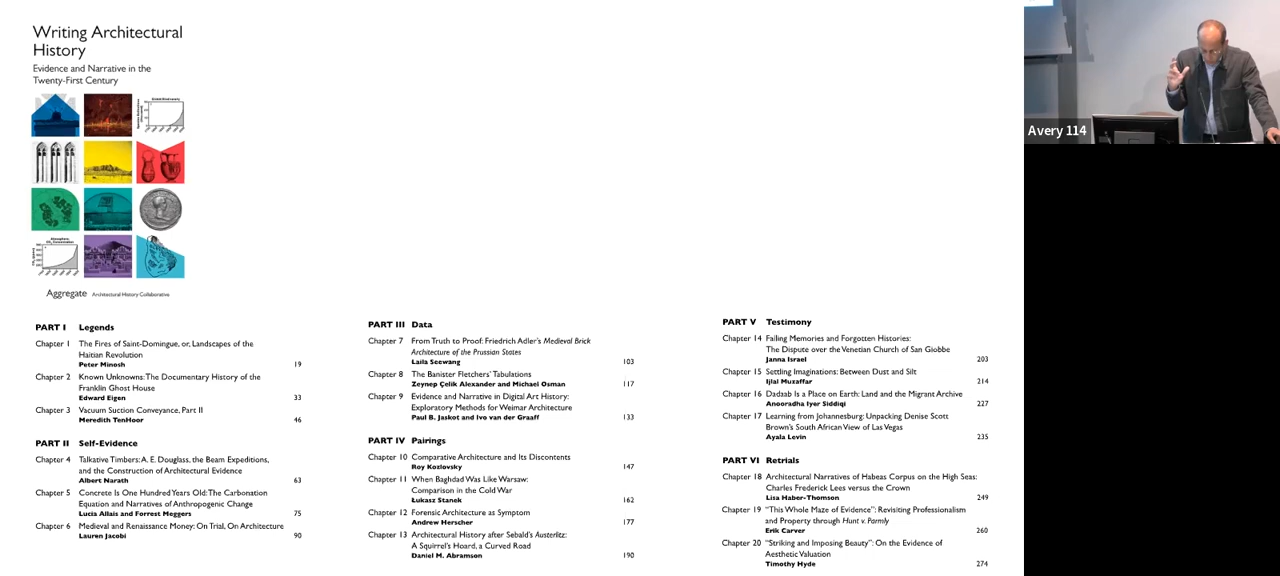 Writing Architectural
History
Evidence and Narrative in the
Twenty-First Century
Aggregate Architectural History Collaborative
PART I Legends
Chapter 1 The Fires of Saint-Domingue, or, Landscapes of the
Haitian Revolution
Peter Minosh 19
Chapter 2 Known Unknowns: The Documentary History of the
Franklin Ghost House
Edward Eigen 33
Chapter 3 Vacuum Suction Conveyance, Part II
Meredith TenHoor 46
PART II Self-Evidence
Chapter 4 Talkative Timbers: A. E. Douglass, the Beam Expeditions,
and the Construction of Architectural Evidence
Albert Narath 63
Chapter 5 Concrete Is One Hundred Years Old: The Carbonation
Equation and Narratives of Anthropogenic Change
Lucia Allais and Forrest Meggers 75
Chapter 6 Medieval and Renaissance Money: On Trial, On Architecture
Lauren Jacobi 90
PART III Data
Chapter 7 From Truth to Proof: Friedrich Adler's Medieval Brick
Architecture of the Prussian States
Laila Seewang 103
Chapter 8 The Banister Fletchers' Tabulations
Zeynep Çelik Alexander and Michael Osman 117
Chapter 9 Evidence and Narrative in Digital Art History:
Exploratory Methods for Weimar Architecture
Paul B. Jaskot and Ivo van der Graaff 133
PART IV Pairings
Chapter 10 Comparative Architecture and Its Discontents
Roy Kozlovsky 147
Chapter 11 When Baghdad Was Like Warsaw:
Comparison in the Cold War
Łukasz Stanek 162
Chapter 12 Forensic Architecture as Symptom
Andrew Herscher 177
Chapter 13 Architectural History after Sebald's Austerlitz:
A Squirrel's Hoard, a Curved Road
Daniel M. Abramson 190
PART V Testimony
Chapter 14 Failing Memories and Forgotten Histories:
The Dispute over the Venetian Church of San Giobbe
Janna Israel 203
Chapter 15 Settling Imaginations: Between Dust and Silt
Ijlal Muzaffar 214
Chapter 16 Dadaab Is a Place on Earth: Land and the Migrant Archive
Anooradha Iyer Siddiqi 227
Chapter 17 Learning from Johannesburg: Unpacking Denise Scott
Brown's South African View of Las Vegas
Ayala Levin 235
PART VI Retrials
Chapter 18 Architectural Narratives of Habeas Corpus on the High Seas:
Charles Frederick Lees versus the Crown
Lisa Haber-Thomson 249
Chapter 19 "This Whole Maze of Evidence": Revisiting Professionalism
and Property through Hunt v. Parmly
Erik Carver 260
Chapter 20 "Striking and Imposing Beauty": On the Evidence of
Aesthetic Valuation
Timothy Hyde 274
Avery 114